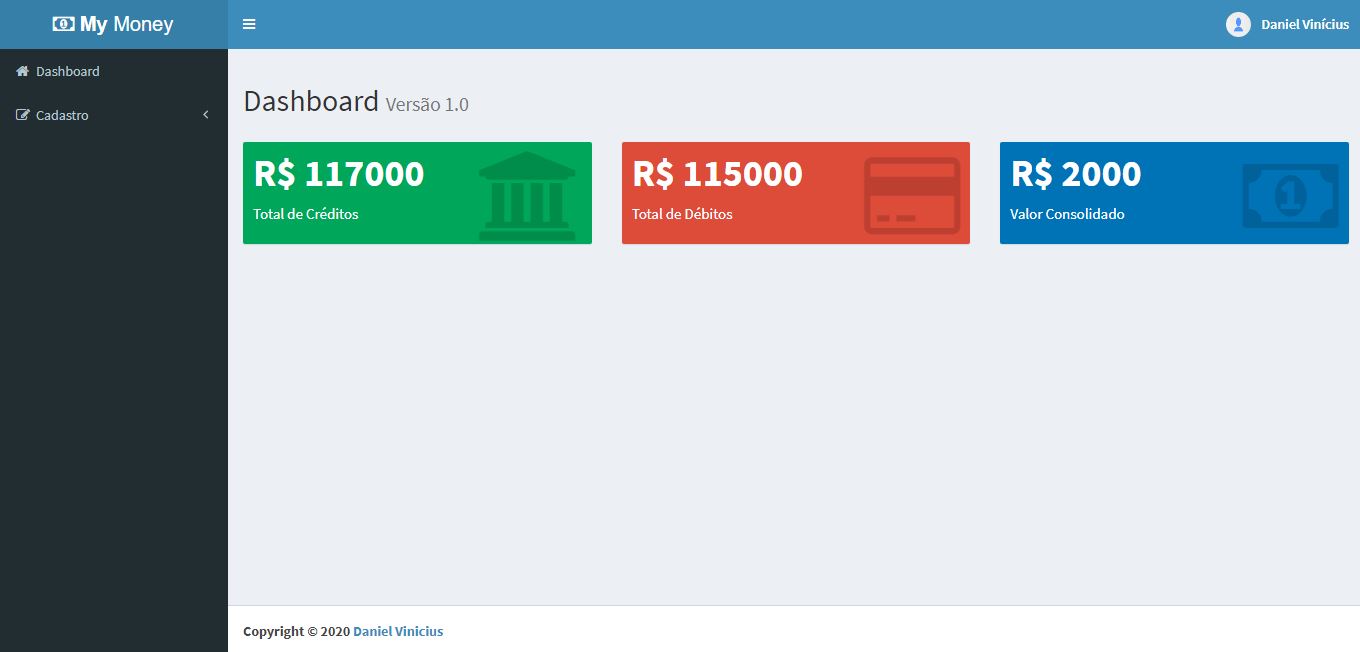 My Money
Daniel Vinícius
Dashboard
Cadastro
Dashboard Versão 1.0
R$ 117000
Total de Créditos
R$ 115000
Total de Débitos
R$ 2000
Valor Consolidado
1
Copyright © 2020 Daniel Vinicius